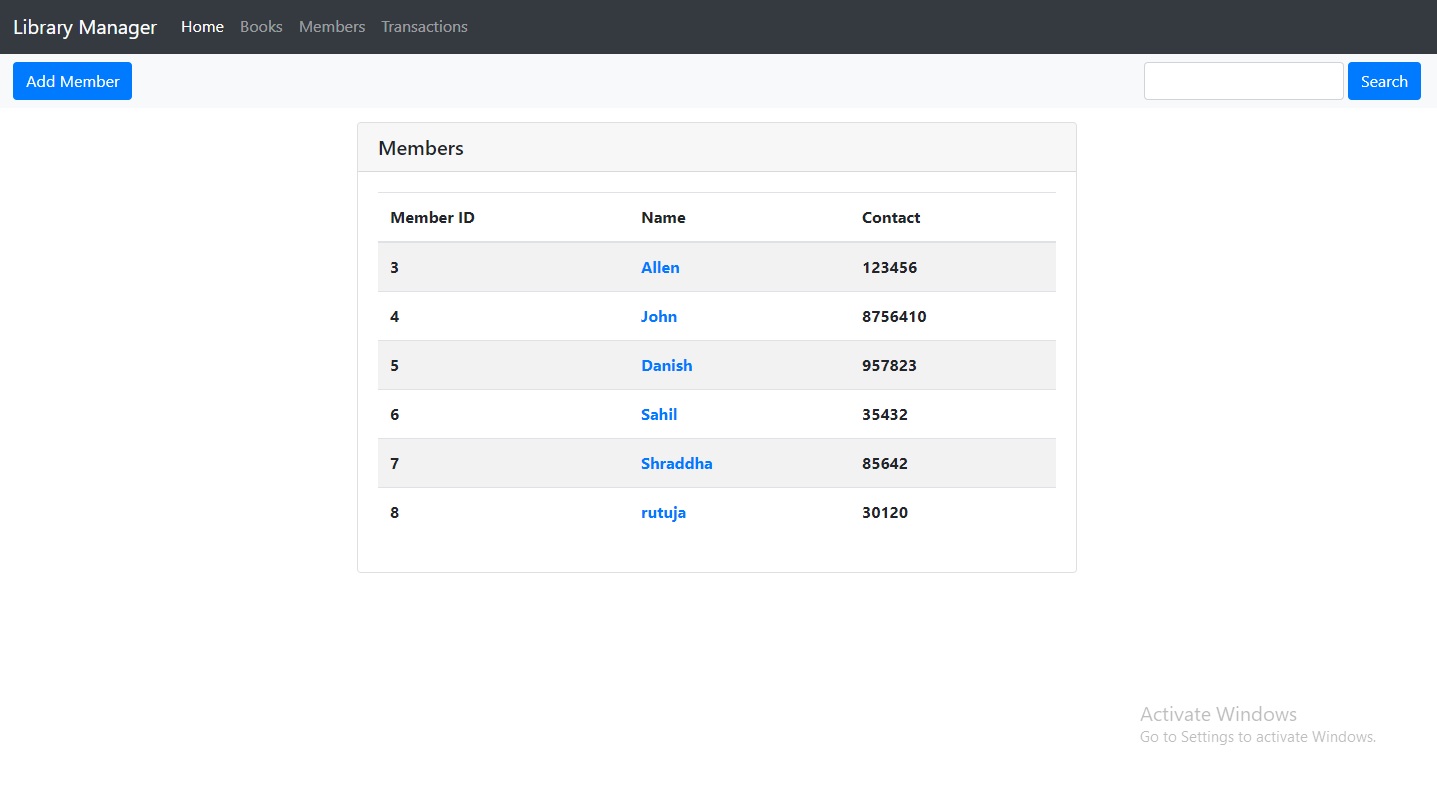 Library Manager Home Books Members Transactions
Add Member Search
Members
Member ID Name Contact
3 Allen 123456
4 John 8756410
5 Danish 957823
6 Sahil 35432
7 Shraddha 85642
8 rutuja 30120
Activate Windows
Go to Settings to activate Windows.